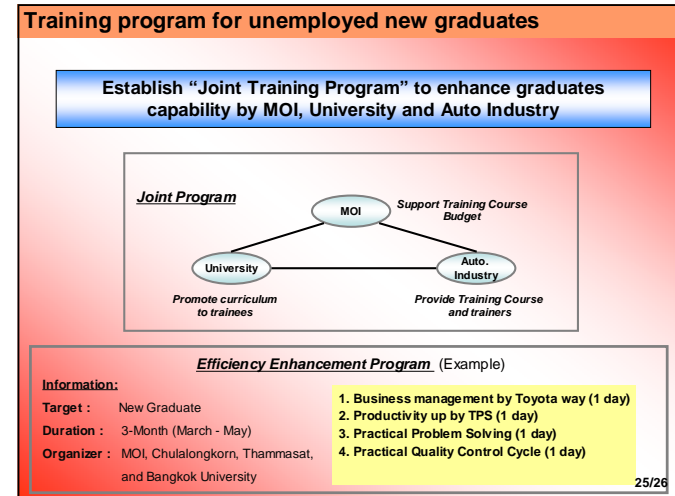 Training program for unemployed new graduates
Establish “Joint Training Program” to enhance graduates
capability by MOI, University and Auto Industry
Joint Program
MOI
Support Training Course
Budget
University
Auto.
Industry
Promote curriculum
to trainees
Provide Training Course
and trainers
Efficiency Enhancement Program (Example)
Information:
Target : New Graduate
Duration : 3-Month (March - May)
Organizer : MOI, Chulalongkorn, Thammasat,
and Bangkok University
1. Business management by Toyota way (1 day)
2. Productivity up by TPS (1 day)
3. Practical Problem Solving (1 day)
4. Practical Quality Control Cycle (1 day)
25/26